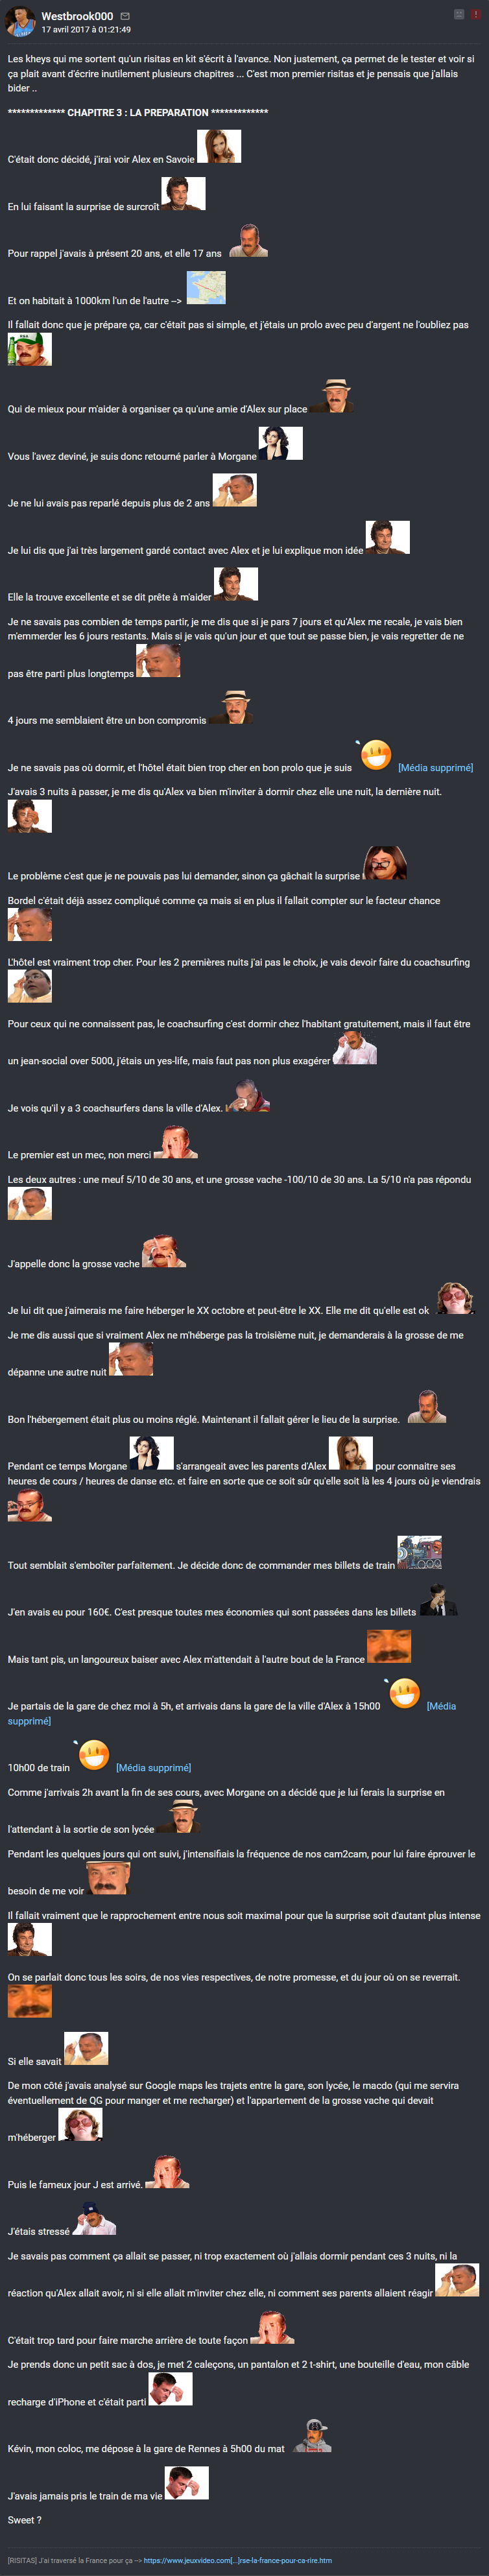 Westbrook000
17 avril 2017 à 01:21:49
Les kheys qui me sortent qu'un risitas en kit s'écrit à l'avance. Non justement, ça permet de le tester et voir si
ça plait avant d'écrire inutilement plusieurs chapitres ... C'est mon premier risitas et je pensais que j'allais
bider ..
************* CHAPITRE 3 : LA PREPARATION *************
C'était donc décidé, j'irai voir Alex en Savoie
En lui faisant la surprise de surcroît
Pour rappel j'avais à présent 20 ans, et elle 17 ans
Et on habitait à 1000km l'un de l'autre -->
Il fallait donc que je prépare ça, car c'était pas si simple, et j'étais un prolo avec peu d'argent ne l'oubliez pas
Qui de mieux pour m'aider à organiser ça qu'une amie d'Alex sur place
Vous l'avez deviné, je suis donc retourné parler à Morgane
Je ne lui avais pas reparlé depuis plus de 2 ans
Je lui dis que j'ai très largement gardé contact avec Alex et je lui explique mon idée
Elle la trouve excellente et se dit prête à m'aider
Je ne savais pas combien de temps partir, je me dis que si je pars 7 jours et qu'Alex me recale, je vais bien
m'emmerder les 6 jours restants. Mais si je vais qu'un jour et que tout se passe bien, je vais regretter de ne
pas être parti plus longtemps
4 jours me semblaient être un bon compromis
Je ne savais pas où dormir, et l'hôtel était bien trop cher en bon prolo que je suis [Média supprimé]
J'avais 3 nuits à passer, je me dis qu'Alex va bien m'inviter à dormir chez elle une nuit, la dernière nuit.
Le problème c'est que je ne pouvais pas lui demander, sinon ça gâchait la surprise
Bordel c'était déjà assez compliqué comme ça mais si en plus il fallait compter sur le facteur chance
L'hôtel est vraiment trop cher. Pour les 2 premières nuits j'ai pas le choix, je vais devoir faire du coachsurfing
Pour ceux qui ne connaissent pas, le coachsurfing c'est dormir chez l'habitant gratuitement, mais il faut être
un jean-social over 5000, j'étais un yes-life, mais faut pas non plus exagérer
Je vois qu'il y a 3 coachsurfers dans la ville d'Alex.
Le premier est un mec, non merci
Les deux autres : une meuf 5/10 de 30 ans, et une grosse vache -100/10 de 30 ans. La 5/10 n'a pas répondu
J'appelle donc la grosse vache
Je lui dit que j'aimerais me faire héberger le XX octobre et peut-être le XX. Elle me dit qu'elle est ok
Je me dis aussi que si vraiment Alex ne m'héberge pas la troisième nuit, je demanderais à la grosse de me
dépanne une autre nuit
Bon l'hébergement était plus ou moins réglé. Maintenant il fallait gérer le lieu de la surprise.
Pendant ce temps Morgane s'arrangeait avec les parents d'Alex pour connaitre ses
heures de cours / heures de danse etc. et faire en sorte que ce soit sûr qu'elle soit là les 4 jours où je viendrais
Tout semblait s'emboîter parfaitement. Je décide donc de commander mes billets de train
J'en avais eu pour 160€. C'est presque toutes mes économies qui sont passées dans les billets
Mais tant pis, un langoureux baiser avec Alex m'attendait à l'autre bout de la France
Je partais de la gare de chez moi à 5h, et arrivais dans la gare de la ville d'Alex à 15h00 [Média
supprimé]
10h00 de train [Média supprimé]
Comme j'arrivais 2h avant la fin de ses cours, avec Morgane on a décidé que je lui ferais la surprise en
l'attendant à la sortie de son lycée
Pendant les quelques jours qui ont suivi, j'intensifiais la fréquence de nos cam2cam, pour lui faire éprouver le
besoin de me voir
Il fallait vraiment que le rapprochement entre nous soit maximal pour que la surprise soit d'autant plus intense
On se parlait donc tous les soirs, de nos vies respectives, de notre promesse, et du jour où on se reverrait.
Si elle savait
De mon côté j'avais analysé sur Google maps les trajets entre la gare, son lycée, le macdo (qui me servira
éventuellement de QG pour manger et me recharger) et l'appartement de la grosse vache qui devait
m'héberger
Puis le fameux jour J est arrivé.
J'étais stressé
Je savais pas comment ça allait se passer, ni trop exactement où j'allais dormir pendant ces 3 nuits, ni la
réaction qu'Alex allait avoir, ni si elle allait m'inviter chez elle, ni comment ses parents allaient réagir
C'était trop tard pour faire marche arrière de toute façon
Je prends donc un petit sac à dos, je met 2 caleçons, un pantalon et 2 t-shirt, une bouteille d'eau, mon câble
recharge d'iPhone et c'était parti
Kévin, mon coloc, me dépose à la gare de Rennes à 5h00 du mat
J'avais jamais pris le train de ma vie
Sweet ?
[RISITAS] J'ai traversé la France pour ça --> https://www.jeuxvideo.com[...]rse-la-france-pour-ca-rire.htm